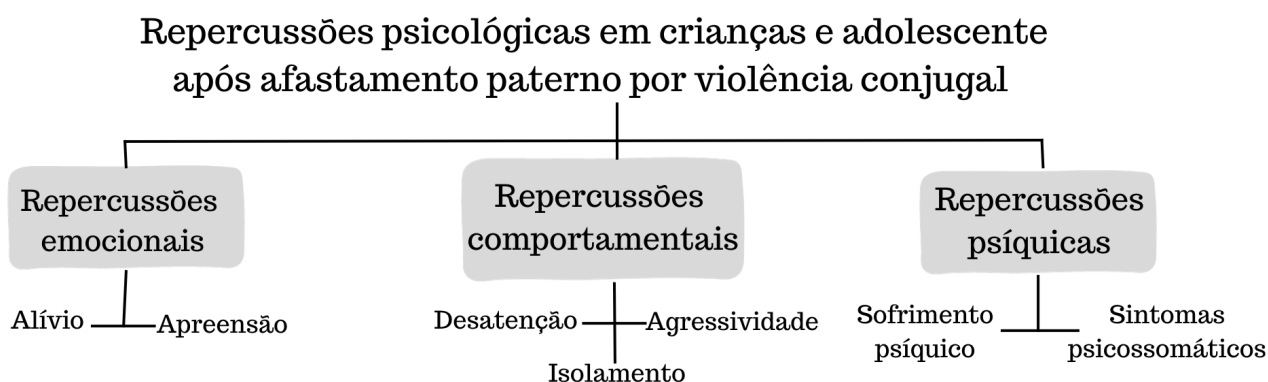 Repercussões psicológicas em crianças e adolescente
após afastamento paterno por violência conjugal
Repercussões
emocionais
Alívio
Apreensão
Repercussões
comportamentais
Desatenção
Agressividade
Isolamento
Repercussões
psíquicas
Sofrimento
psíquico
Sintomas
psicossomáticos